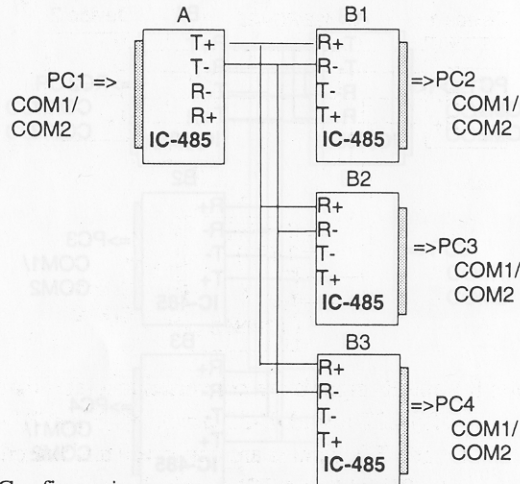 A
T+
T-
R-
R+
IC-485
PC1 =>
COM1/
COM2
B1
R+
R-
T-
T+
IC-485
=>PC2
COM1/
COM2
B2
R+
R-
T-
T+
IC-485
=>PC3
COM1/
COM2
B3
R+
R-
T-
T+
IC-485
=>PC4
COM1/
COM2